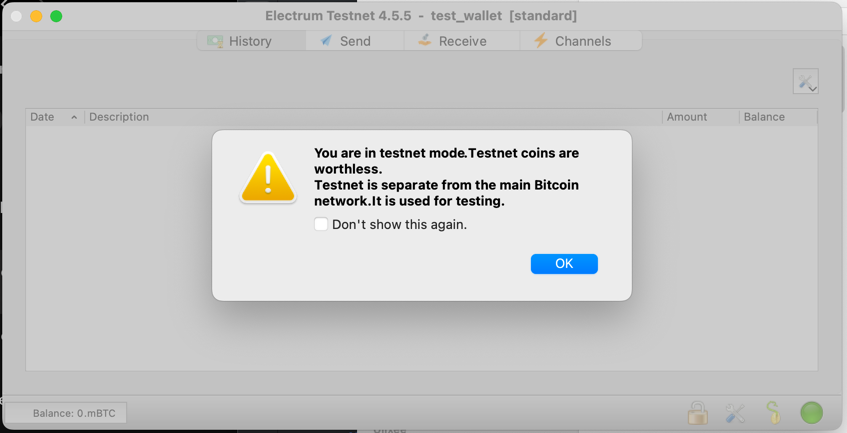 Electrum Testnet 4.5.5 - test_wallet [standard]
History Send Receive Channels
Date Description Amount Balance
You are in testnet mode.Testnet coins are
worthless.
Testnet is separate from the main Bitcoin
network.It is used for testing.
Don't show this again.
OK
Balance: 0.mBTC